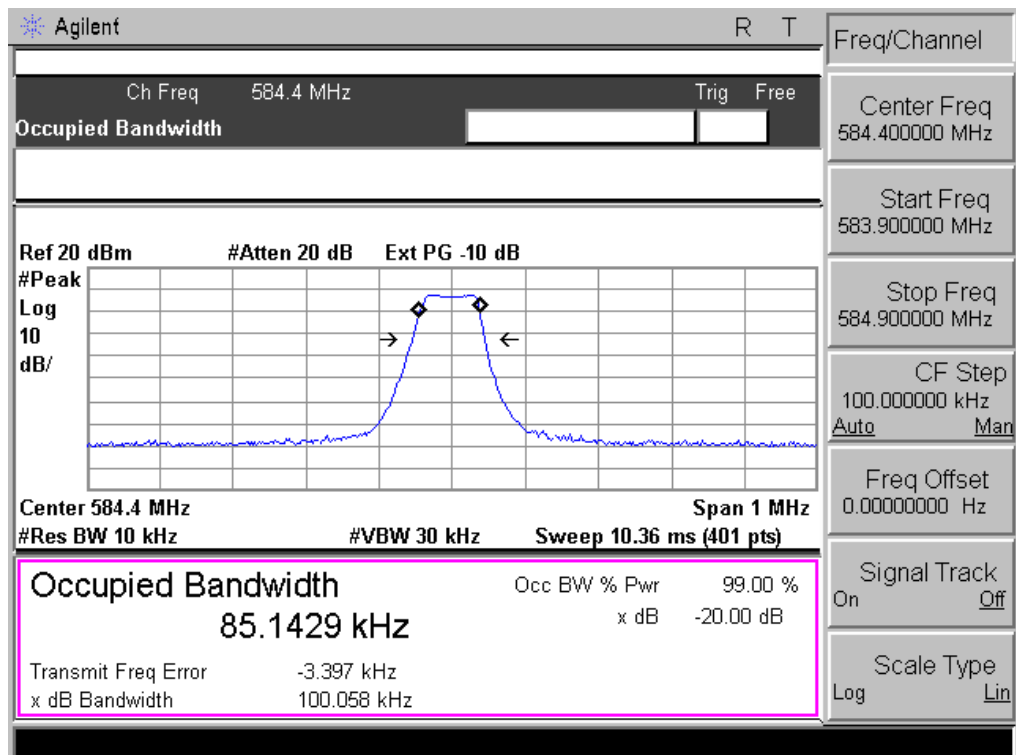 Agilent R T
Ch Freq 584.4 MHz Trig Free
Occupied Bandwidth
Ref 20 dBm #Atten 20 dB Ext PG -10 dB
#Peak
Log
10
dB/
Center 584.4 MHz Span 1 MHz
#Res BW 10 kHz #VBW 30 kHz Sweep 10.36 ms (401 pts)
Occupied Bandwidth
85.1429 kHz
Occ BW % Pwr 99.00 %
x dB -20.00 dB
Transmit Freq Error -3.397 kHz
x dB Bandwidth 100.058 kHz
Freq/Channel
Center Freq
584.400000 MHz
Start Freq
583.900000 MHz
Stop Freq
584.900000 MHz
CF Step
100.000000 kHz
Auto Man
Freq Offset
0.00000000 Hz
Signal Track
On Off
Scale Type
Log Lin